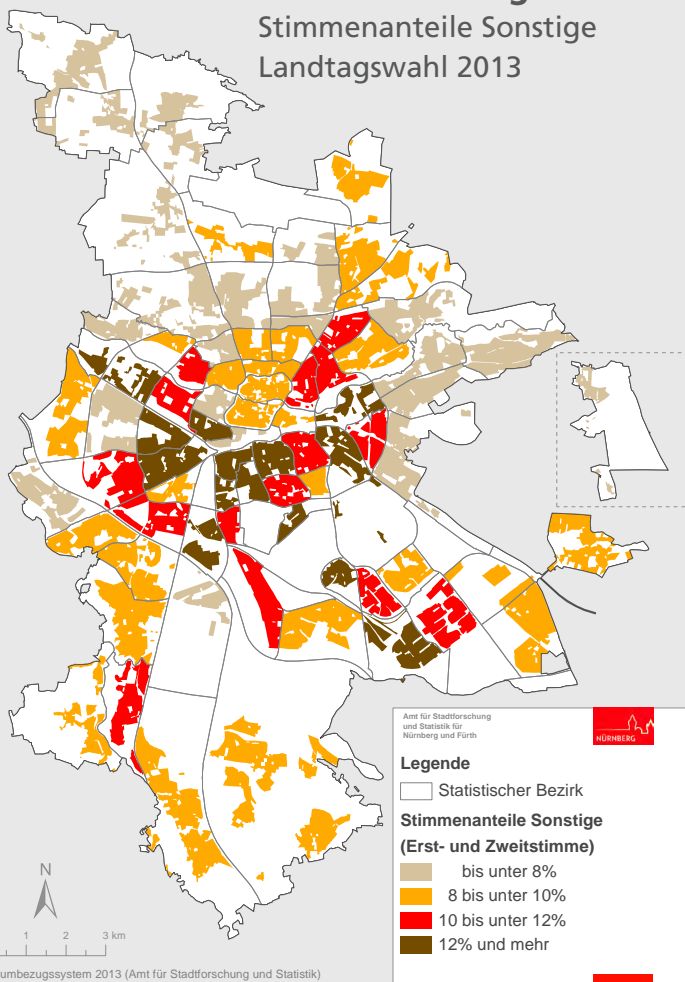 Stimmenanteile Sonstige
Landtagswahl 2013
Amt für Stadtforschung
und Statistik für
Nürnberg und Fürth
NÜRNBERG
Legende
Statistischer Bezirk
Stimmenanteile Sonstige
(Erst- und Zweitstimme)
bis unter 8%
8 bis unter 10%
10 bis unter 12%
12% und mehr
N
1 2 3 km
umbezugssystem 2013 (Amt für Stadtforschung und Statistik)